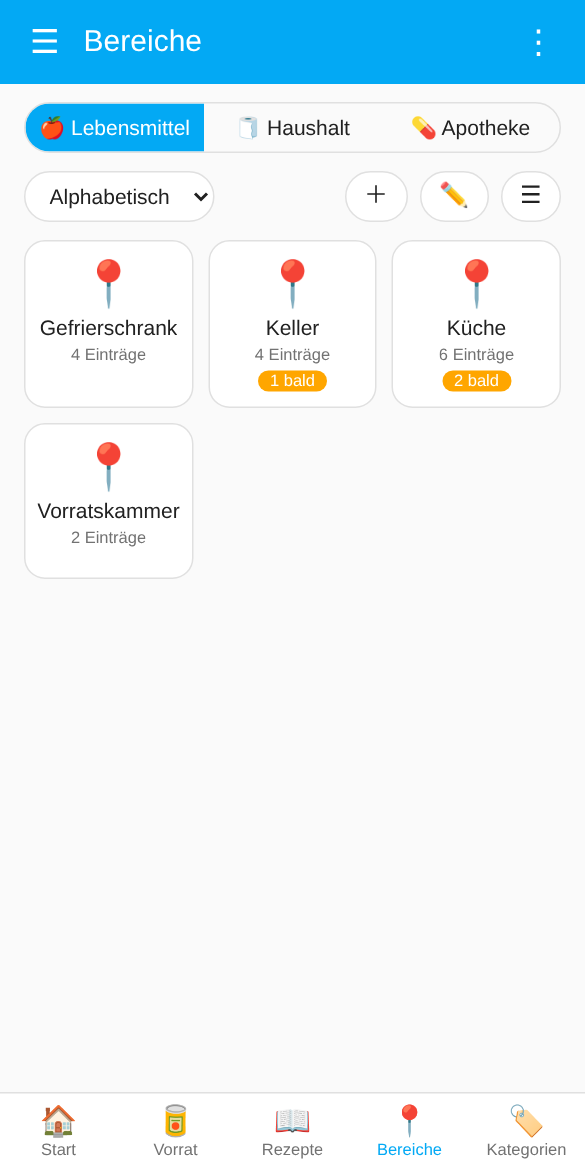 Bereiche
Lebensmittel
Haushalt
Apotheke
Alphabetisch
Gefrierschrank
4 Einträge
Keller
4 Einträge
1 bald
Küche
6 Einträge
2 bald
Vorratskammer
2 Einträge
Start
Vorrat
Rezepte
Bereiche
Kategorien